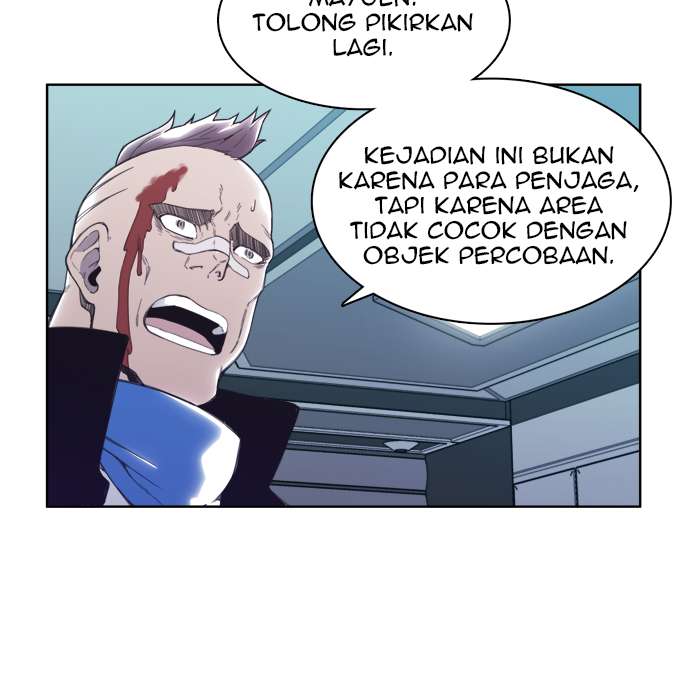 TOLONG PIKIRKAN
LAGI.
KEJADIAN INI BUKAN
KARENA PARA PENJAGA,
TAPI KARENA AREA
TIDAK COCOK DENGAN
OBJEK PERCOBAAN.